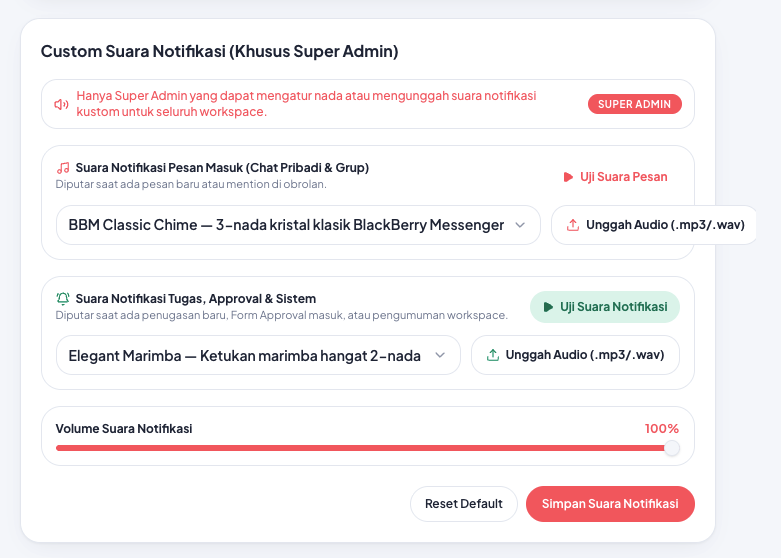 Custom Suara Notifikasi (Khusus Super Admin)
Hanya Super Admin yang dapat mengatur nada atau mengunggah suara notifikasi
kustom untuk seluruh workspace.
SUPER ADMIN
Suara Notifikasi Pesan Masuk (Chat Pribadi & Grup)
Diputar saat ada pesan baru atau mention di obrolan.
Uji Suara Pesan
BBM Classic Chime — 3-nada kristal klasik BlackBerry Messenger
Unggah Audio (.mp3/.wav)
Suara Notifikasi Tugas, Approval & Sistem
Diputar saat ada penugasan baru, Form Approval masuk, atau pengumuman workspace.
Uji Suara Notifikasi
Elegant Marimba — Ketukan marimba hangat 2-nada
Unggah Audio (.mp3/.wav)
Volume Suara Notifikasi
100%
Reset Default
Simpan Suara Notifikasi